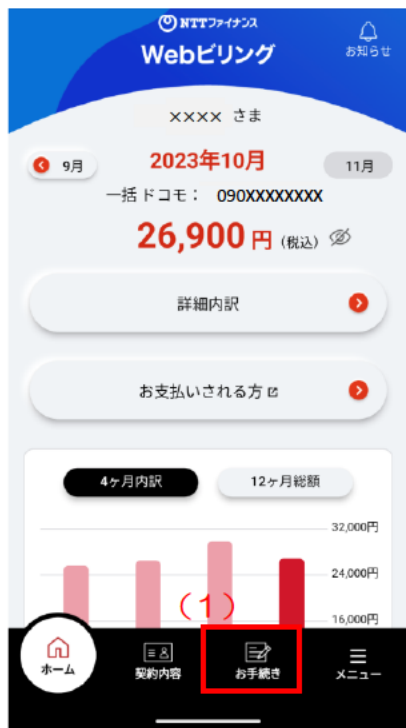 NTTファイナンス
Webビリング
お知らせ
×××× さま
9月
2023年10月
11月
一括ドコモ： 090XXXXXXXX
26,900 円 (税込)
詳細内訳
お支払いされる方
4ヶ月内訳
12ヶ月総額
32,000円
24,000円
16,000円
（1）
ホーム
契約内容
お手続き
メニュー